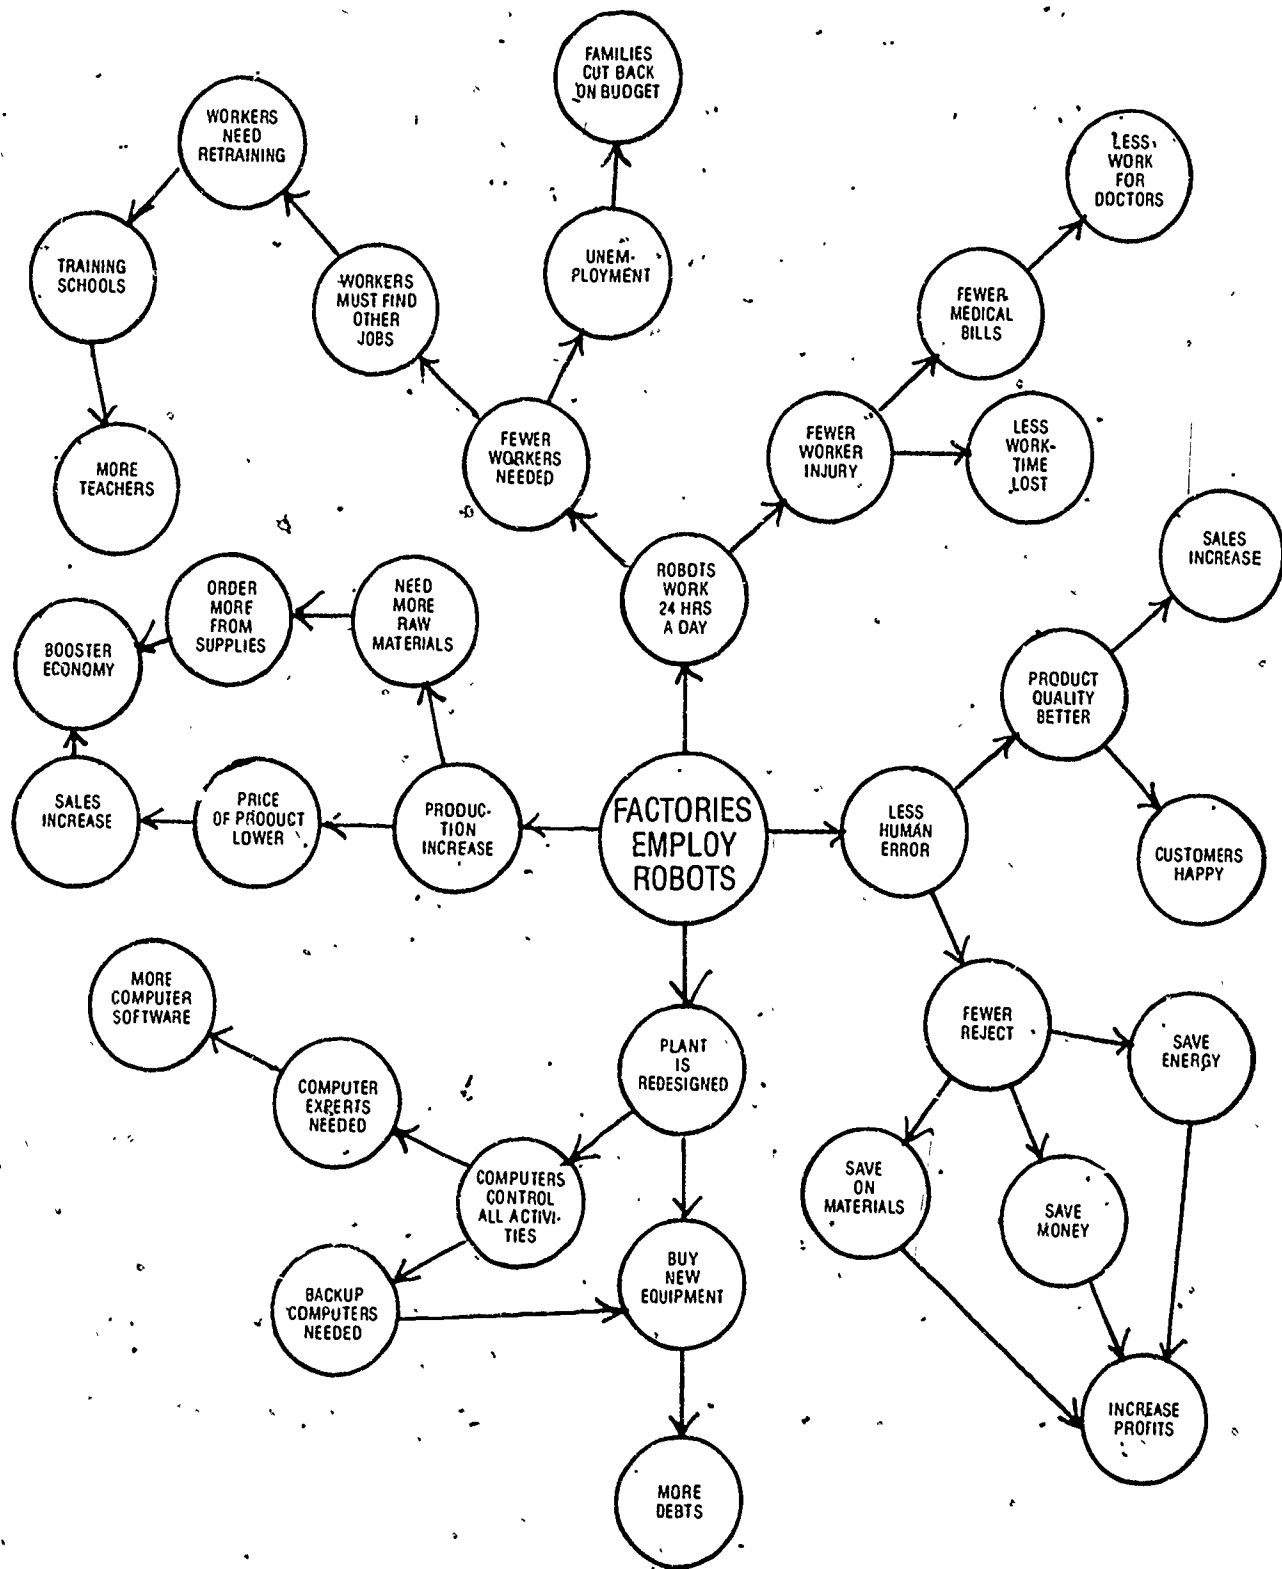 FAMILIES
CUT BACK
ON BUDGET
WORKERS
NEED
RETRAINING
LESS
WORK
FOR
DOCTORS
TRAINING
SCHOOLS
UNEM-
PLOYMENT
WORKERS
MUST FIND
OTHER
JOBS
FEWER
MEDICAL
BILLS
MORE
TEACHERS
FEWER
WORKERS
NEEDED
FEWER
WORKER
INJURY
LESS
WORK-
TIME
LOST
SALES
INCREASE
ROBOTS
WORK
24 HRS
A DAY
ORDER
MORE
FROM
SUPPLIES
NEED
MORE
RAW
MATERIALS
BOOSTER
ECONOMY
PRODUCT
QUALITY
BETTER
SALES
INCREASE
PRICE
OF PRODUCT
LOWER
PRODUC-
TION
INCREASE
FACTORIES
EMPLOY
ROBOTS
LESS
HUMAN
ERROR
CUSTOMERS
HAPPY
MORE
COMPUTER
SOFTWARE
FEWER
REJECT
SAVE
ENERGY
PLANT
IS
REDESIGNED
COMPUTER
EXPERTS
NEEDED
COMPUTERS
CONTROL
ALL ACTIVI-
TIES
SAVE
ON
MATERIALS
SAVE
MONEY
BUY
NEW
EQUIPMENT
BACKUP
COMPUTERS
NEEDED
INCREASE
PROFITS
MORE
DEBTS